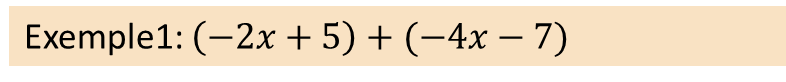 Exemple1: (−2x + 5) + (−4x − 7)